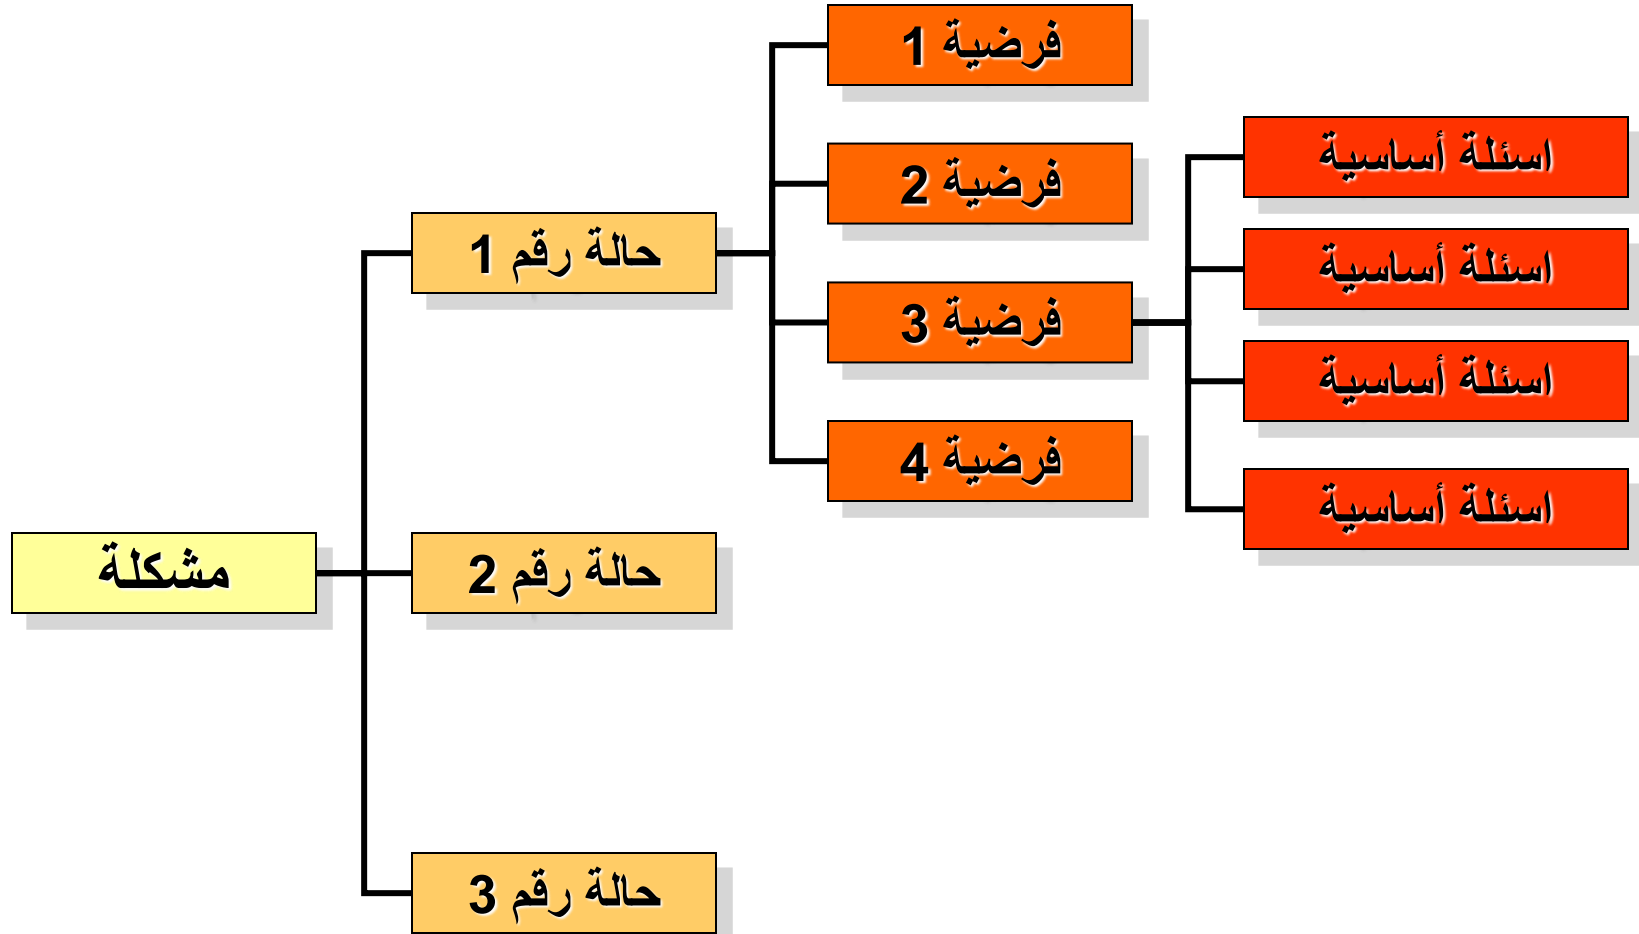 مشكلة
حالة رقم 1
حالة رقم 2
حالة رقم 3
فرضية 1
فرضية 2
فرضية 3
فرضية 4
اسئلة أساسية
اسئلة أساسية
اسئلة أساسية
اسئلة أساسية